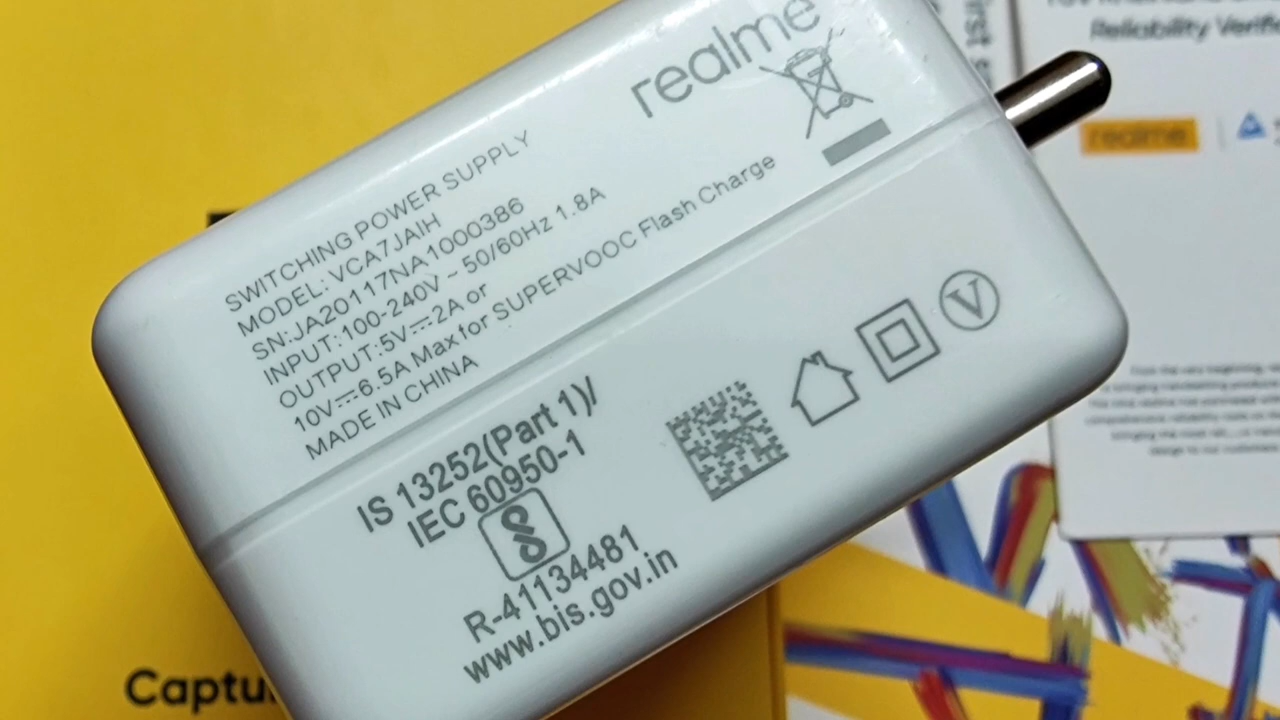 realme
SWITCHING POWER SUPPLY
MODEL: VCA7JAIH
SN:JA20117NA1000386
INPUT:100-240V ~ 50/60Hz 1.8A
OUTPUT:5V⎓2A or
10V⎓6.5A Max for SUPERVOOC Flash Charge
MADE IN CHINA
IS 13252(Part 1)/
IEC 60950-1
R-41134481
www.bis.gov.in
V
Reliability
realme